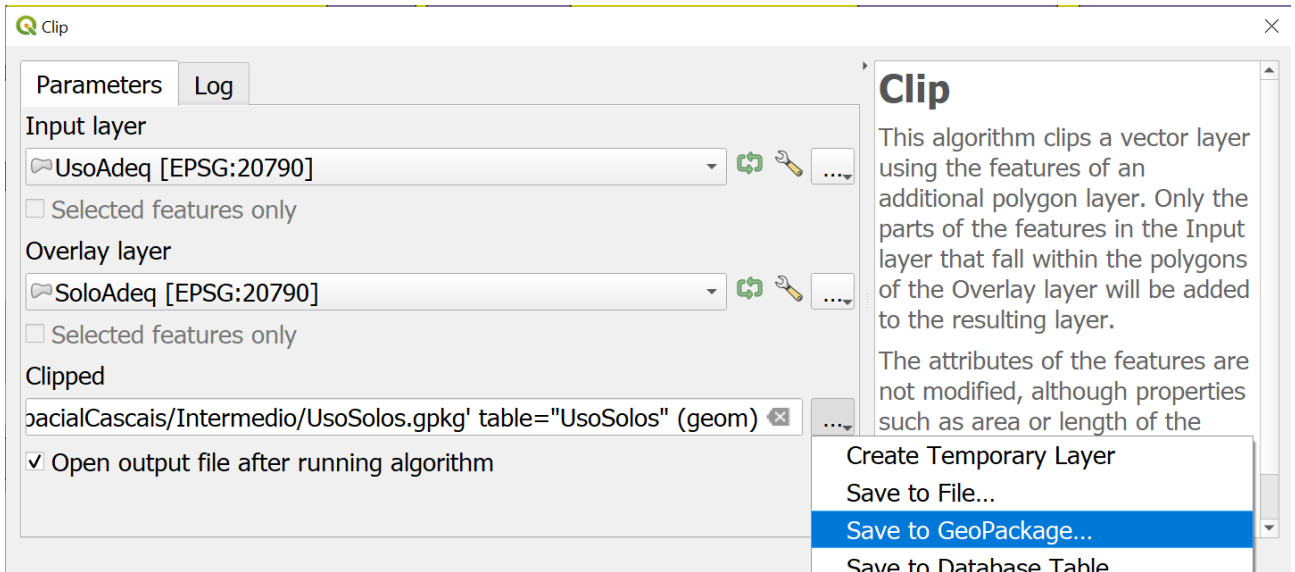 Clip
Parameters
Log
Input layer
UsoAdeq [EPSG:20790]
...
Selected features only
Overlay layer
SoloAdeq [EPSG:20790]
...
Selected features only
Clipped
pacialCascais/Intermedio/UsoSolos.gpkg' table="UsoSolos" (geom)
...
Open output file after running algorithm
Create Temporary Layer
Save to File...
Save to GeoPackage...
Save to Database Table
Clip
This algorithm clips a vector layer
using the features of an
additional polygon layer. Only the
parts of the features in the Input
layer that fall within the polygons
of the Overlay layer will be added
to the resulting layer.
The attributes of the features are
not modified, although properties
such as area or length of the